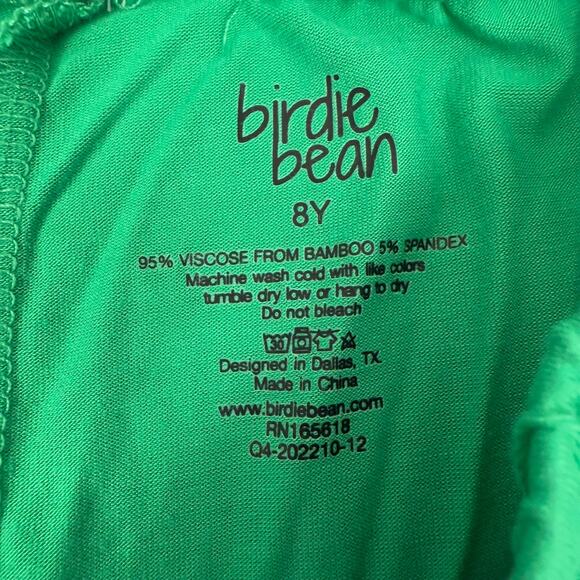 birdie
bean
8Y
95% VISCOSE FROM BAMBOO 5% SPANDEX
Machine wash cold with like colors
tumble dry low or hang to dry
Do not bleach
30
Designed in Dallas, TX.
Made in China
www.birdiebean.com
RN165618
Q4-202210-12